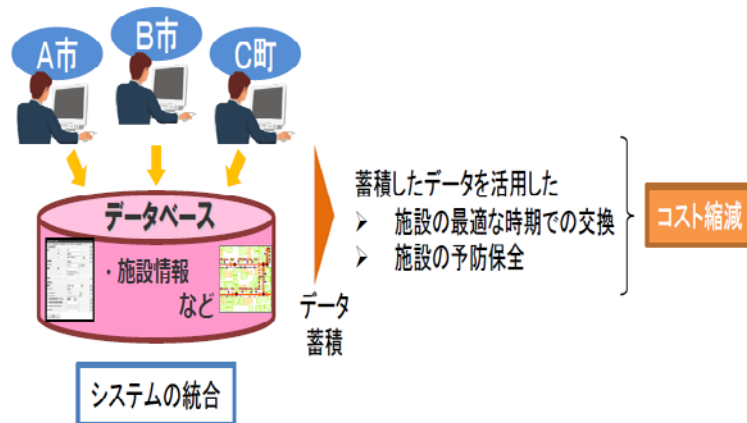 A市
B市
C町
データベース
・施設情報
など
システムの統合
データ
蓄積
蓄積したデータを活用した
➢ 施設の最適な時期での交換
➢ 施設の予防保全
コスト縮減